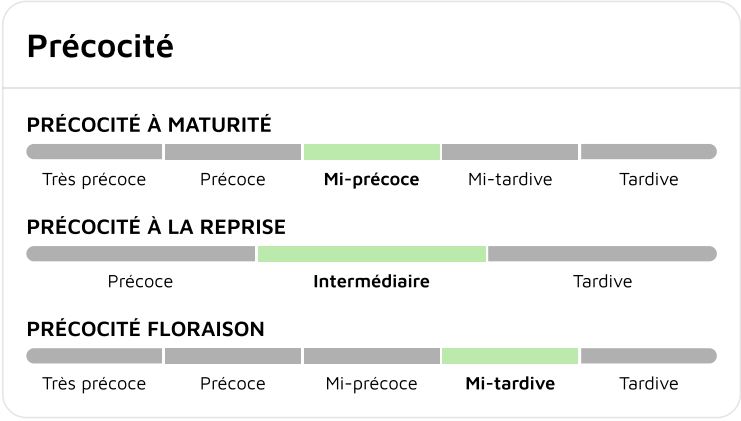 Précocité
PRÉCOCITÉ À MATURITÉ
Très précoce Précoce Mi-précoce Mi-tardive Tardive
PRÉCOCITÉ À LA REPRISE
Précoce Intermédiaire Tardive
PRÉCOCITÉ FLORAISON
Très précoce Précoce Mi-précoce Mi-tardive Tardive